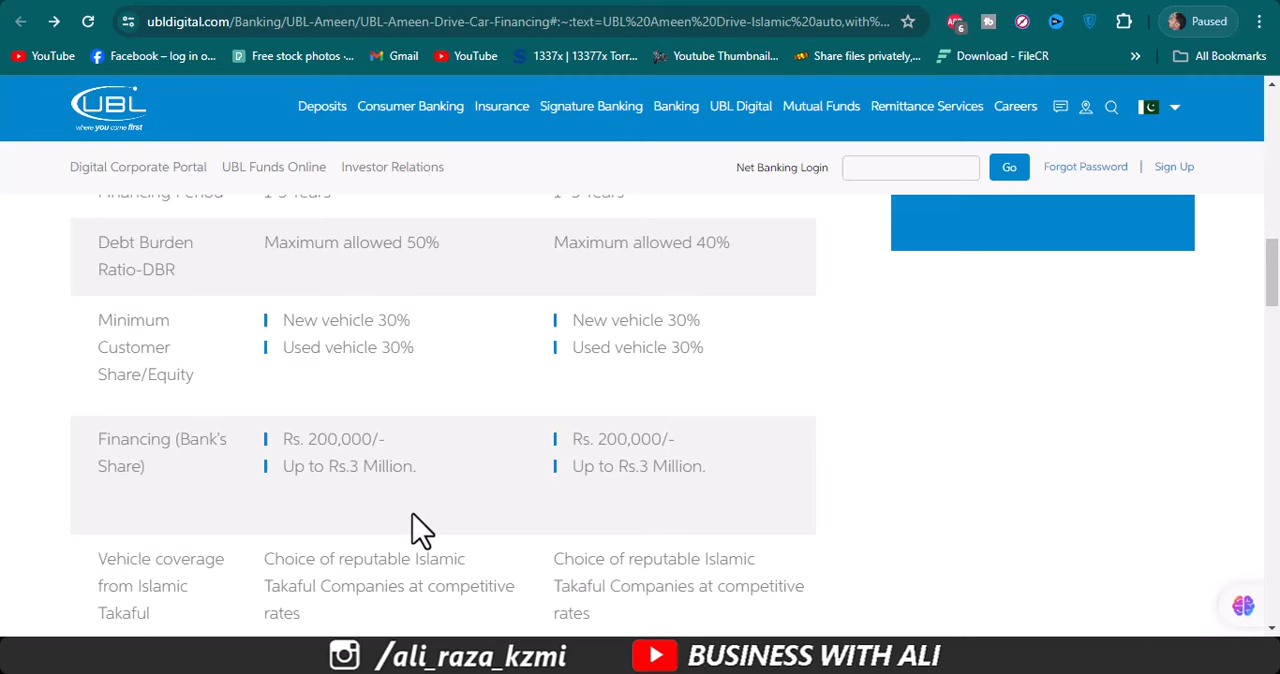 ubldigital.com/Banking/UBL-Ameen/UBL-Ameen-Drive-Car-Financing#:~:text=UBL%20Ameen%20Drive-Islamic%20auto,with%...
6
Paused
YouTube
Facebook – log in o...
Free stock photos ·...
Gmail
YouTube
1337x | 13377x Torr...
Youtube Thumbnail...
Share files privately,...
Download - FileCR
»
All Bookmarks
UBL
where you come first
Deposits
Consumer Banking
Insurance
Signature Banking
Banking
UBL Digital
Mutual Funds
Remittance Services
Careers
Digital Corporate Portal
UBL Funds Online
Investor Relations
Net Banking Login
Go
Forgot Password
|
Sign Up
Debt Burden
Ratio-DBR
Maximum allowed 50%
Maximum allowed 40%
Minimum
Customer
Share/Equity
New vehicle 30%
Used vehicle 30%
New vehicle 30%
Used vehicle 30%
Financing (Bank's
Share)
Rs. 200,000/-
Up to Rs.3 Million.
Rs. 200,000/-
Up to Rs.3 Million.
Vehicle coverage
from Islamic
Takaful
Choice of reputable Islamic
Takaful Companies at competitive
rates
Choice of reputable Islamic
Takaful Companies at competitive
rates
/ali_raza_kzmi
BUSINESS WITH ALI